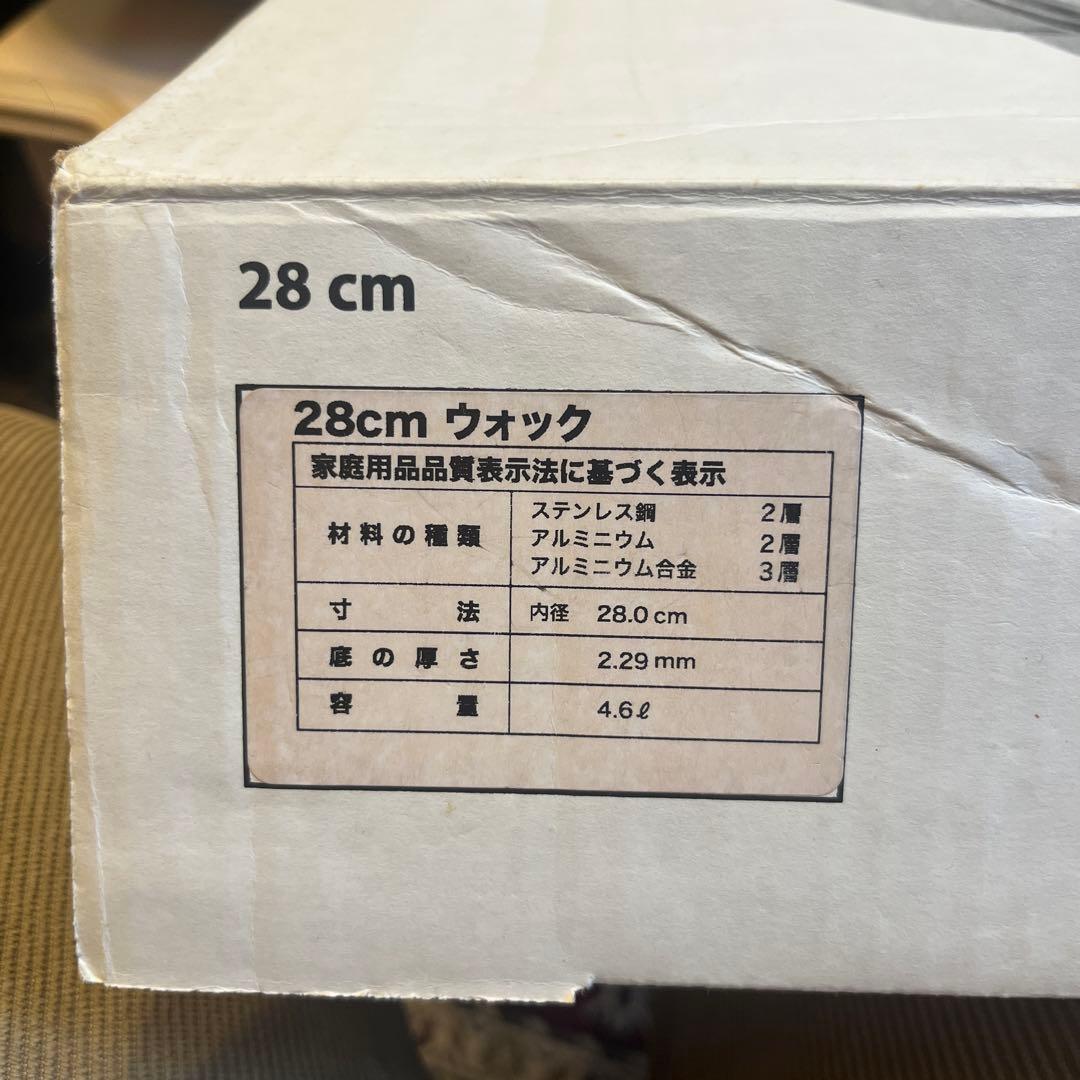 28 cm
28cm ウォック
家庭用品品質表示法に基づく表示
材料の種類
ステンレス鋼 2層
アルミニウム 2層
アルミニウム合金 3層
寸法 内径 28.0cm
底の厚さ 2.29mm
容量 4.6ℓ